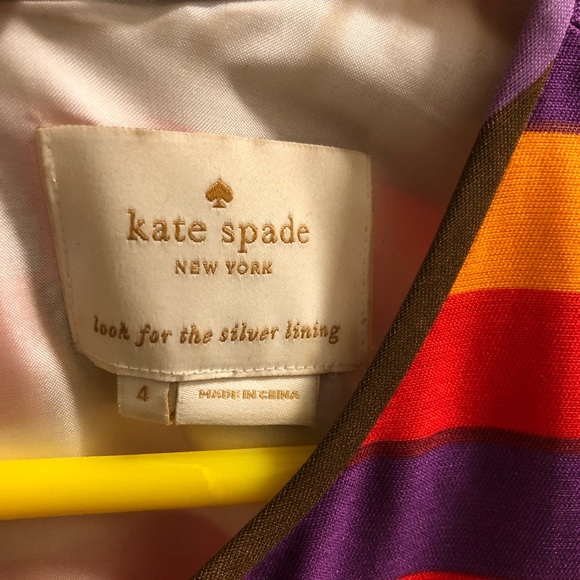 kate spade
NEW YORK
look for the silver lining
4
MADE IN CHINA